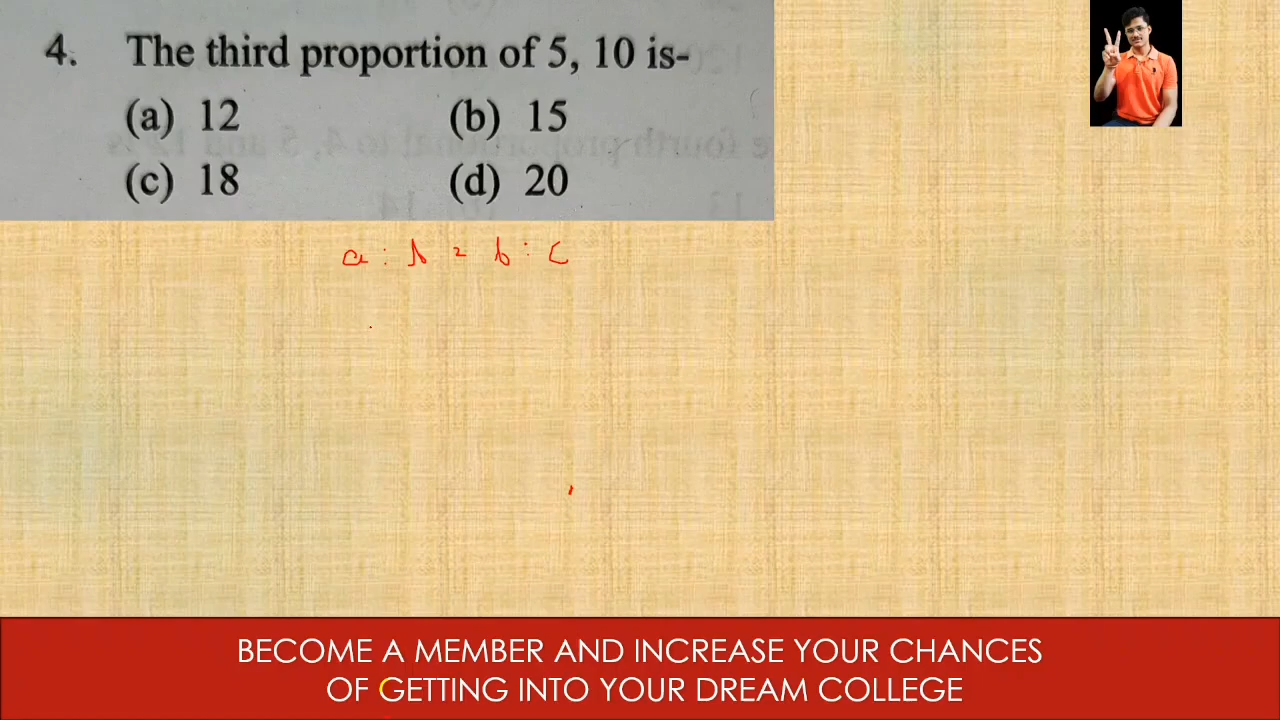 4. The third proportion of 5, 10 is-
(a) 12 (b) 15
(c) 18 (d) 20
a : b = b : c
BECOME A MEMBER AND INCREASE YOUR CHANCES
OF GETTING INTO YOUR DREAM COLLEGE